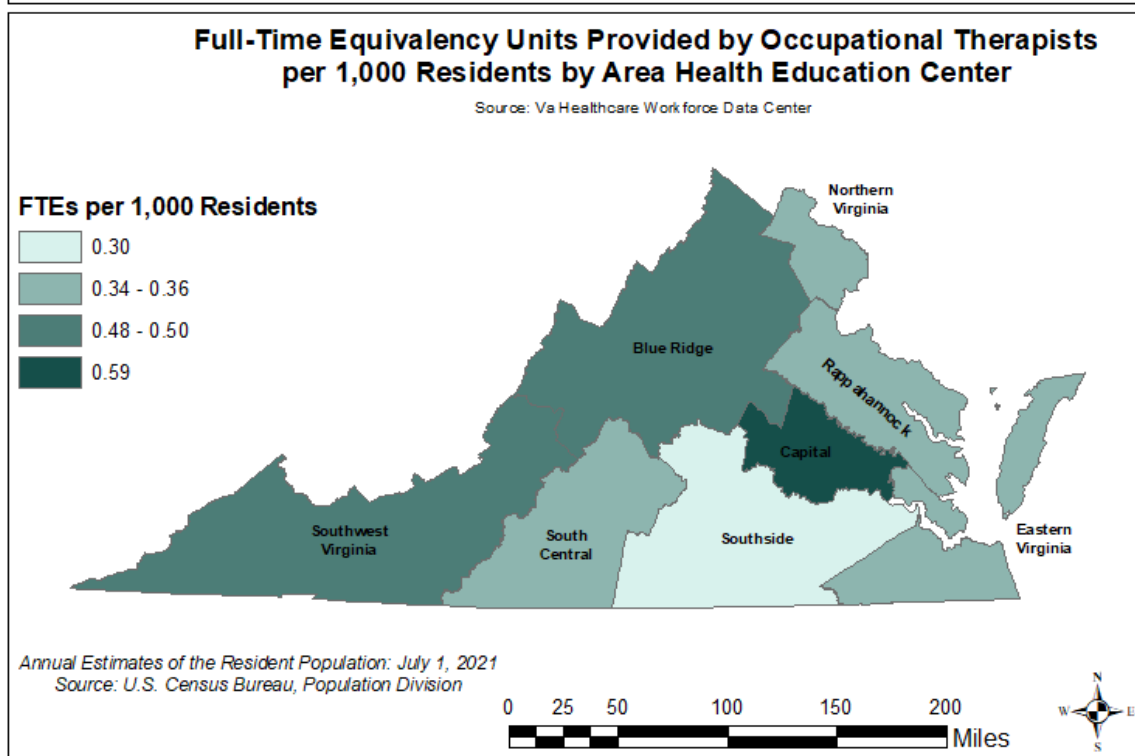 Full-Time Equivalency Units Provided by Occupational Therapists
per 1,000 Residents by Area Health Education Center
Source: Va Healthcare Workforce Data Center
FTEs per 1,000 Residents
0.30
0.34 - 0.36
0.48 - 0.50
0.59
Northern
Virginia
Blue Ridge
Rappahannock
Capital
Southwest
Virginia
South
Central
Southside
Eastern
Virginia
Annual Estimates of the Resident Population: July 1, 2021
Source: U.S. Census Bureau, Population Division
0 25 50 100 150 200
Miles
N
W E
S